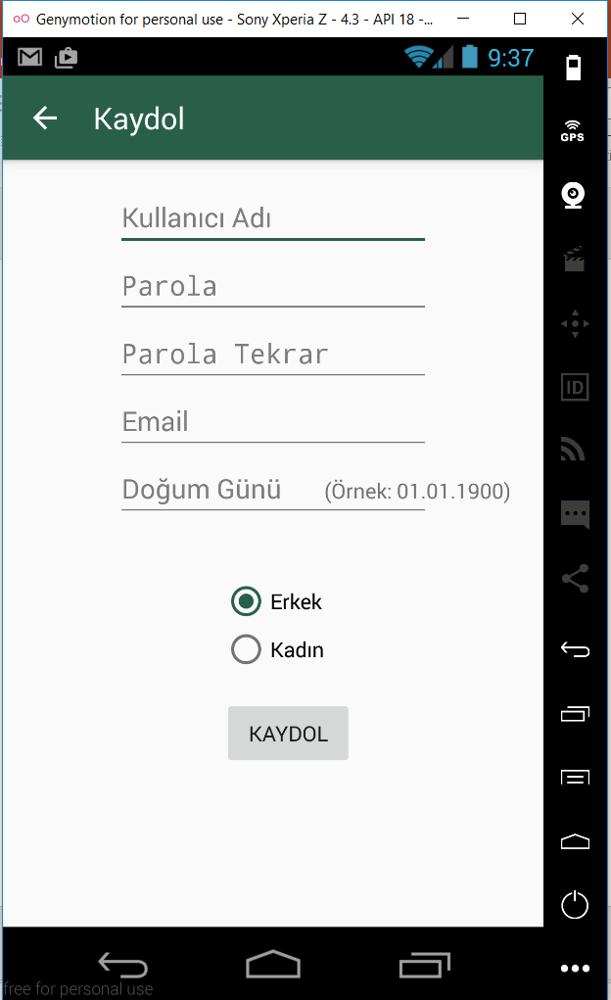 Genymotion for personal use - Sony Xperia Z - 4.3 - API 18 -...
9:37
Kaydol
GPS
Kullanıcı Adı
Parola
Parola Tekrar
ID
Email
Doğum Günü (Örnek: 01.01.1900)
Erkek
Kadın
KAYDOL
free for personal use